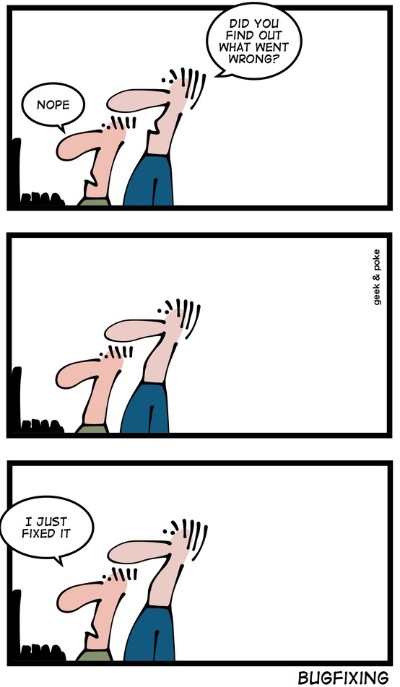 DID YOU
FIND OUT
WHAT WENT
WRONG?
NOPE
geek & poke
I JUST
FIXED IT
BUGFIXING